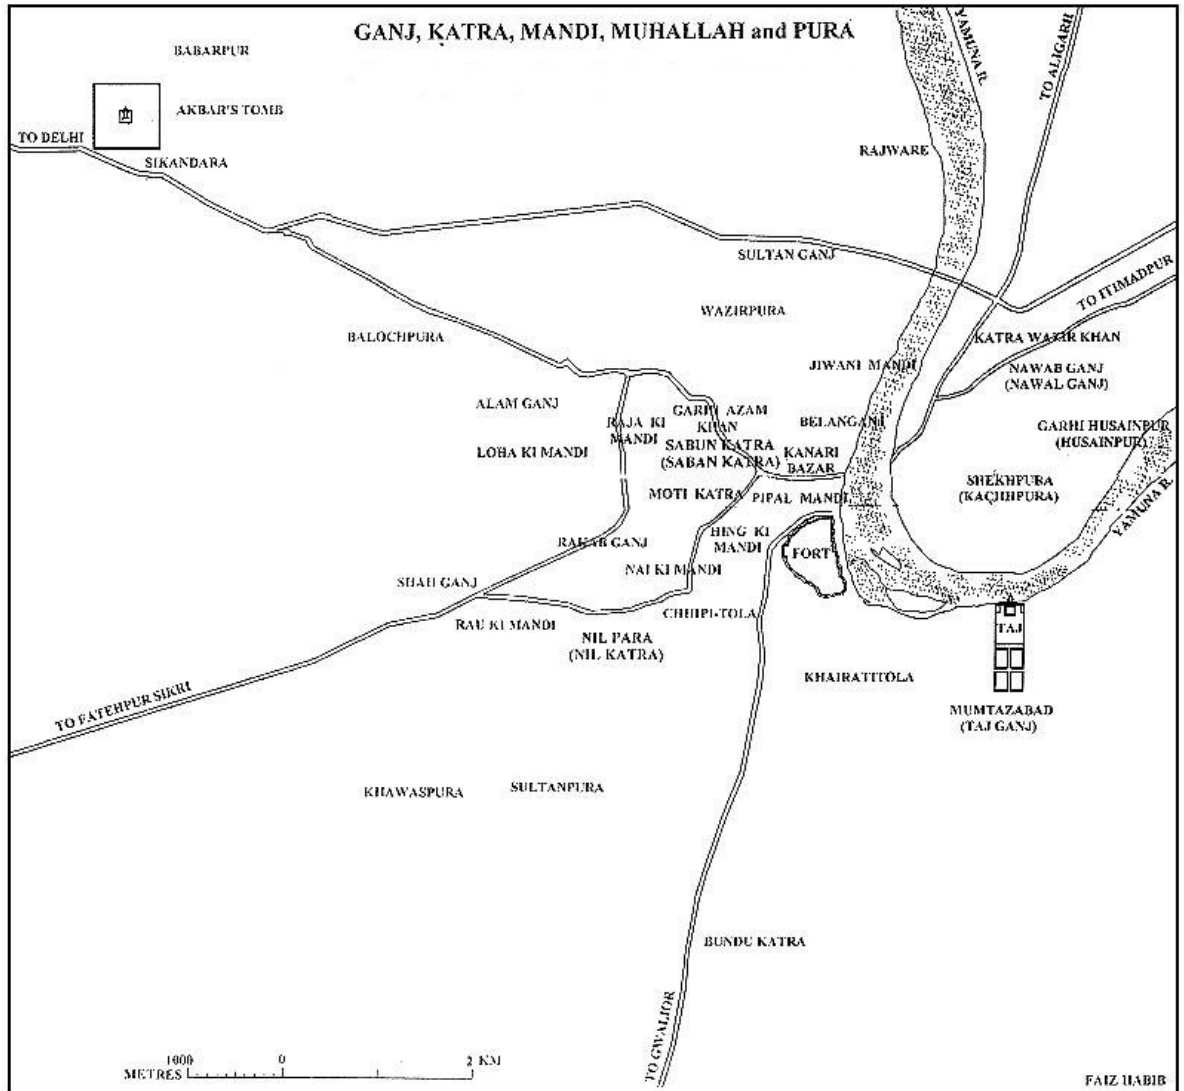 GANJ, KATRA, MANDI, MUHALLAH and PURA
BABARPUR
YAMUNA R.
TO ALIGARH
AKBAR'S TOMB
TO DELHI
SIKANDARA
RAJWARE
SULTAN GANJ
TO ITIMADPUR
WAZIRPURA
BALOCHPURA
KATRA WAZIR KHAN
JIWANI MANDI
NAWAB GANJ
(NAWAL GANJ)
ALAM GANJ
RAJA KI
MANDI
GARHI AZAM
KHAN
BELANGANJ
GARHI HUSAINPUR
(HUSAINPUR)
LOHA KI MANDI
SABUN KATRA
(SABAN KATRA)
KANARI
BAZAR
SHEKHPURA
(KACHHPURA)
MOTI KATRA
PIPAL MANDI
YAMUNA R.
RAKAB GANJ
HING KI
MANDI
FORT
NAI KI MANDI
SHAH GANJ
CHHIPI-TOLA
RAU KI MANDI
TAJ
NIL PARA
(NIL KATRA)
KHAIRATITOLA
TO FATEHPUR SIKRI
MUMTAZABAD
(TAJ GANJ)
KHAWASPURA
SULTANPURA
BUNDU KATRA
TO GWALIOR
1000 0 2 KM
METRES
FAIZ HABIB